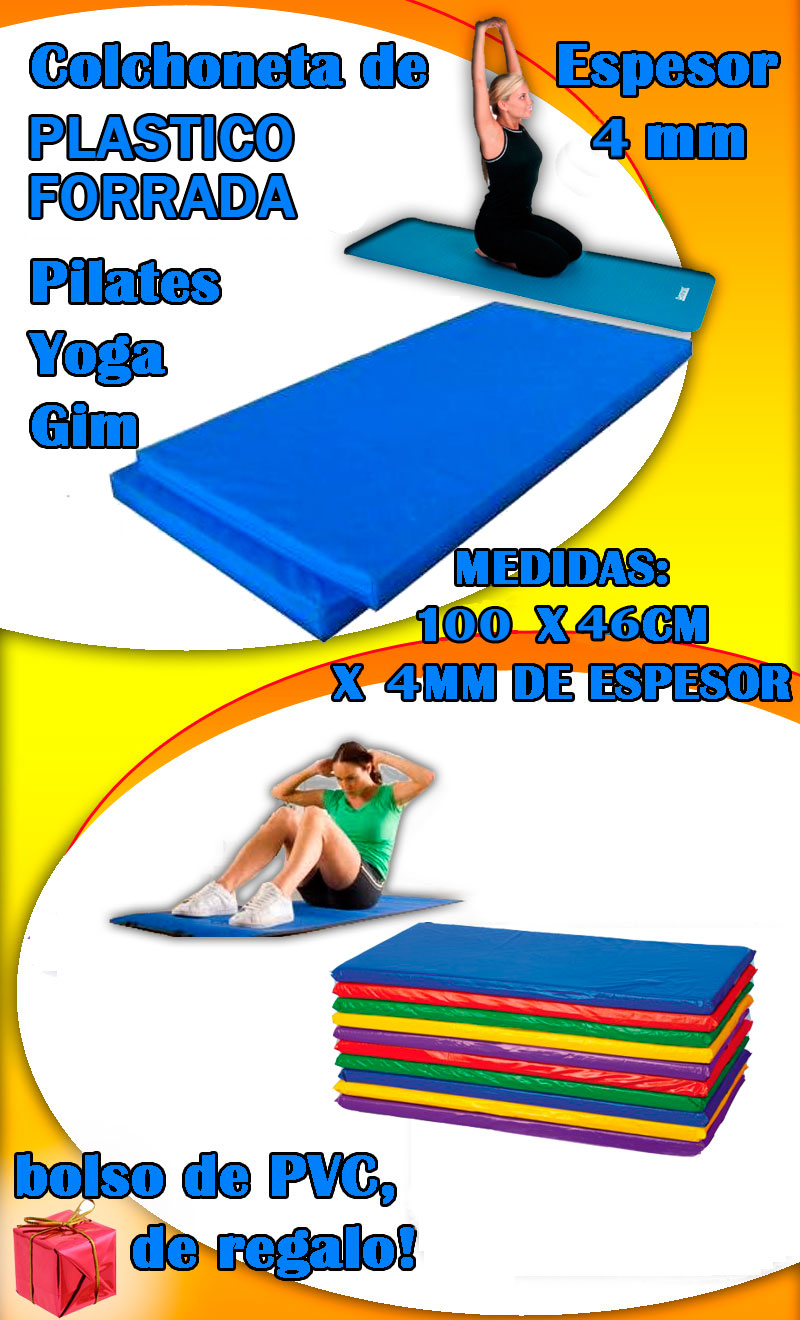 Colchoneta de
PLASTICO
FORRADA
Espesor
4 mm
Pilates
Yoga
Gim
MEDIDAS:
100 X 46CM
X 4MM DE ESPESOR
bolso de PVC,
de regalo!